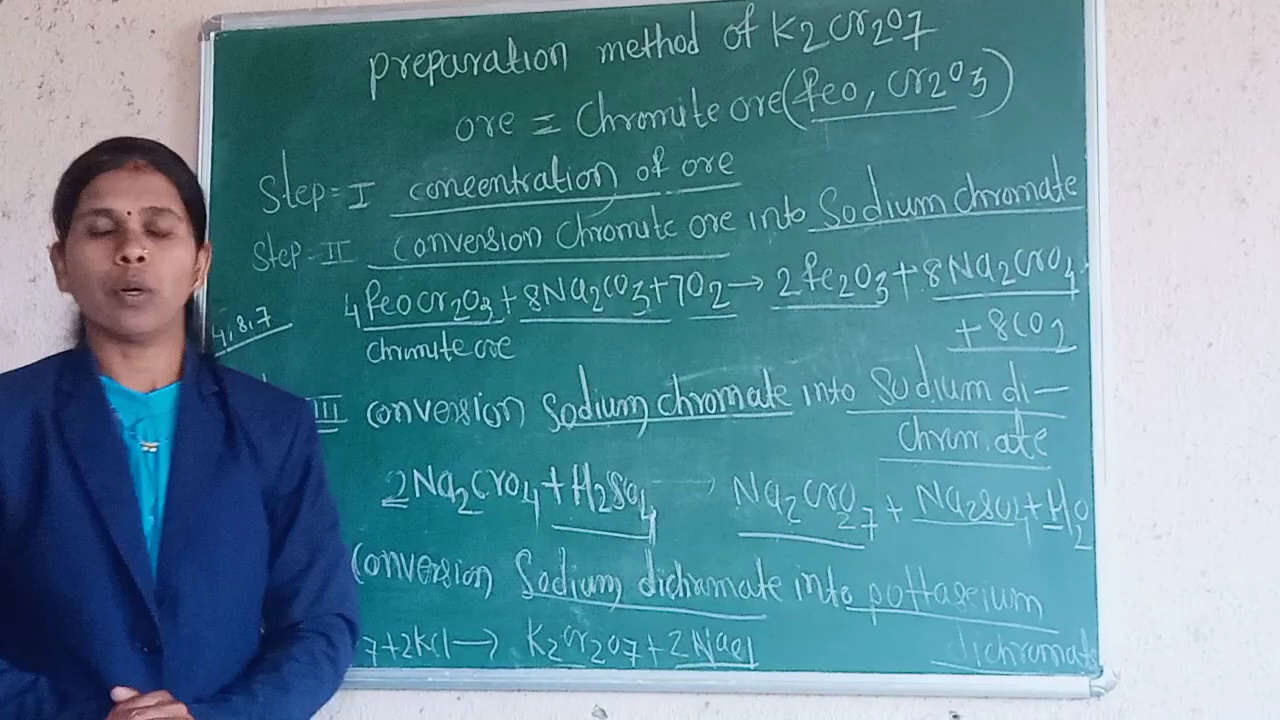 preparation method of K2Cr2O7
ore = Chromite ore (FeO, Cr2O3)
Step-I concentration of ore
Step-II conversion chromite ore into Sodium chromate
4,8,7
4FeOCr2O3+8Na2CO3+7O2→2Fe2O3+8Na2CrO4
+8CO2
chromite ore
III conversion Sodium chromate into Sodium di-
chromate
2Na2CrO4+H2SO4 → Na2CrO27+Na2SO4+H2O
conversion Sodium dichromate into pottassium
dichromat
7+2KCl→ K2Cr2O7+2NaCl